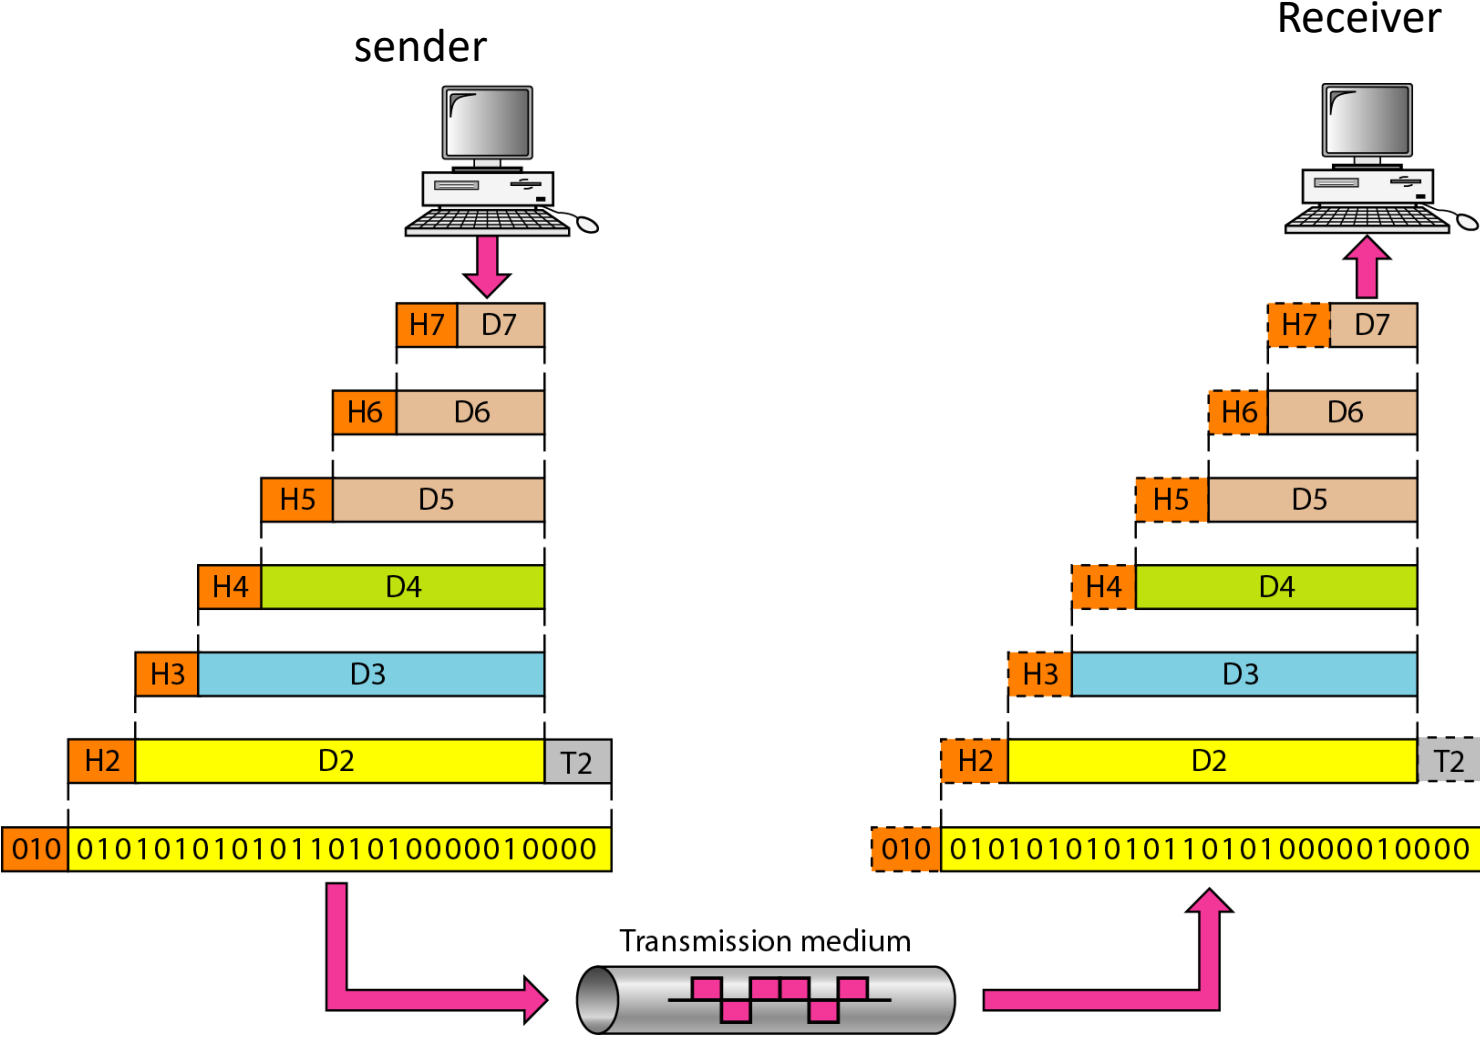 sender
Receiver
H7 D7
H7 D7
H6 D6
H6 D6
H5 D5
H5 D5
H4 D4
H4 D4
H3 D3
H3 D3
H2 D2 T2
H2 D2 T2
010 010101010101101010000010000
010 010101010101101010000010000
Transmission medium